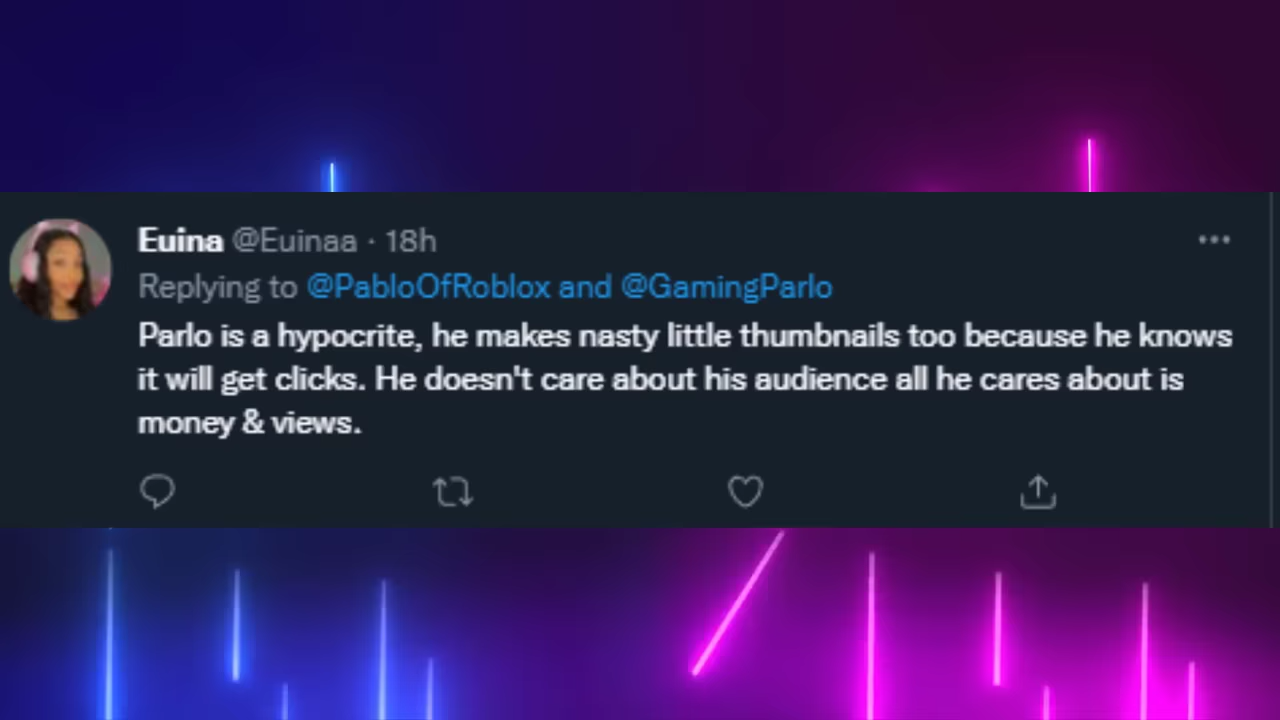 Euina @Euinaa · 18h
Replying to @PabloOfRoblox and @GamingParlo
Parlo is a hypocrite, he makes nasty little thumbnails too because he knows
it will get clicks. He doesn't care about his audience all he cares about is
money & views.